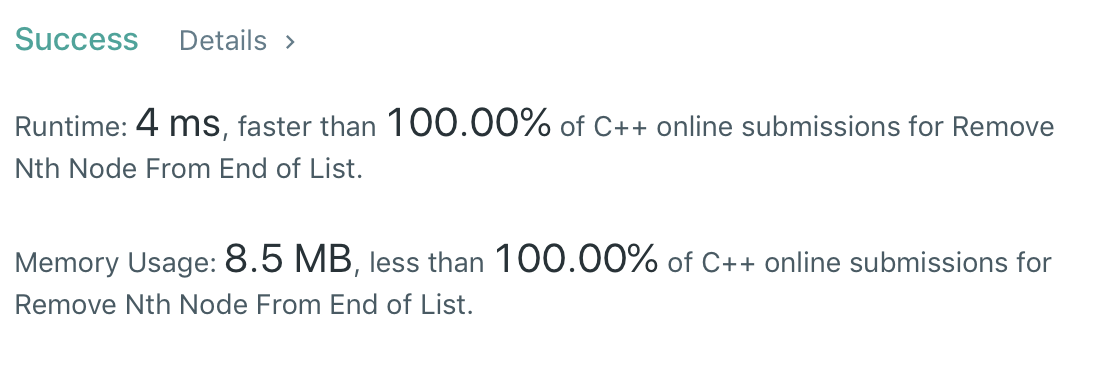 Success Details >
Runtime: 4 ms, faster than 100.00% of C++ online submissions for Remove
Nth Node From End of List.
Memory Usage: 8.5 MB, less than 100.00% of C++ online submissions for
Remove Nth Node From End of List.